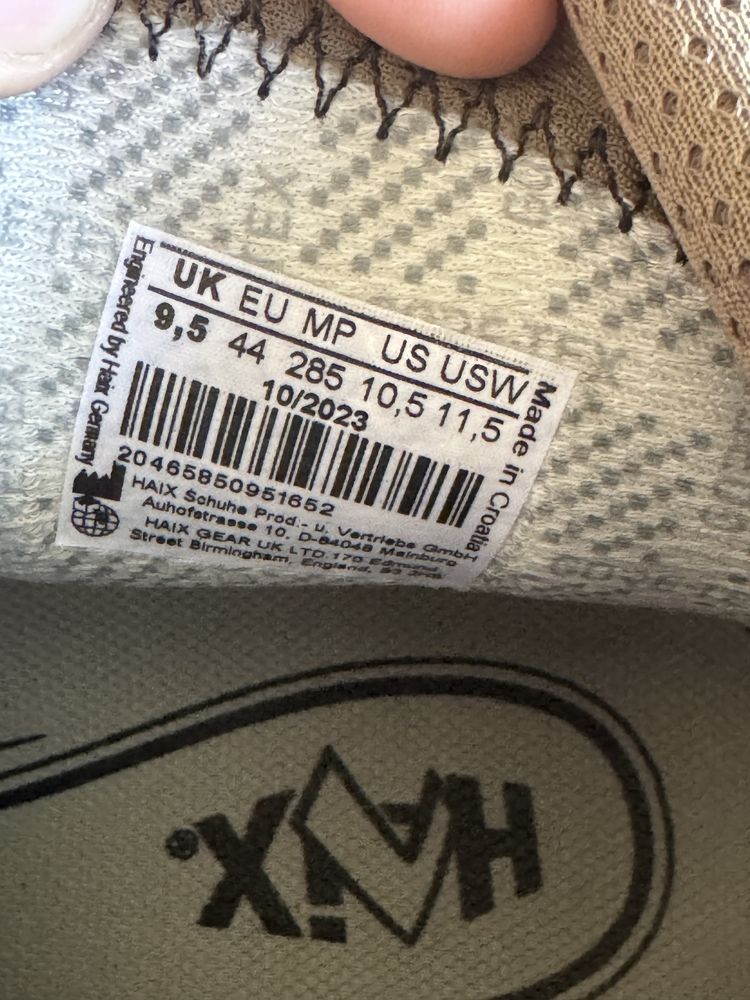 UK EU MP US USW
9,5 44 285 10,5 11,5
10/2023
20465850951652
HAIX Schuhe Prod.- u. Vertriebs GmbH
Auhofstrasse 10, D-84048 Mainburg
HAIX GEAR UK LTD 170 Edmund
Street Birmingham, England, B3
Engineered by Haix Germany
Made in Croatia
HAIX®